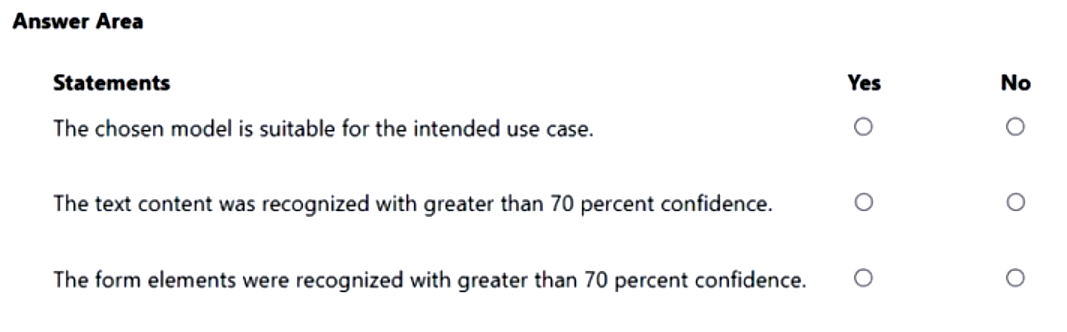 Answer Area
Statements Yes No
The chosen model is suitable for the intended use case.
The text content was recognized with greater than 70 percent confidence.
The form elements were recognized with greater than 70 percent confidence.